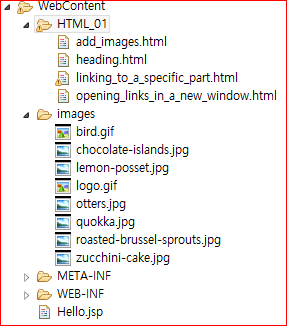 WebContent
HTML_01
add_images.html
heading.html
linking_to_a_specific_part.html
opening_links_in_a_new_window.html
images
bird.gif
chocolate-islands.jpg
lemon-posset.jpg
logo.gif
otters.jpg
quokka.jpg
roasted-brussel-sprouts.jpg
zucchini-cake.jpg
META-INF
WEB-INF
Hello.jsp